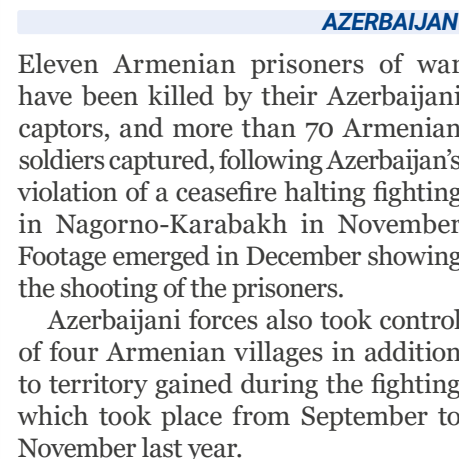 AZERBAIJAN
Eleven Armenian prisoners of war
have been killed by their Azerbaijani
captors, and more than 70 Armenian
soldiers captured, following Azerbaijan’s
violation of a ceasefire halting fighting
in Nagorno-Karabakh in November
Footage emerged in December showing
the shooting of the prisoners.
Azerbaijani forces also took control
of four Armenian villages in addition
to territory gained during the fighting
which took place from September to
November last year.